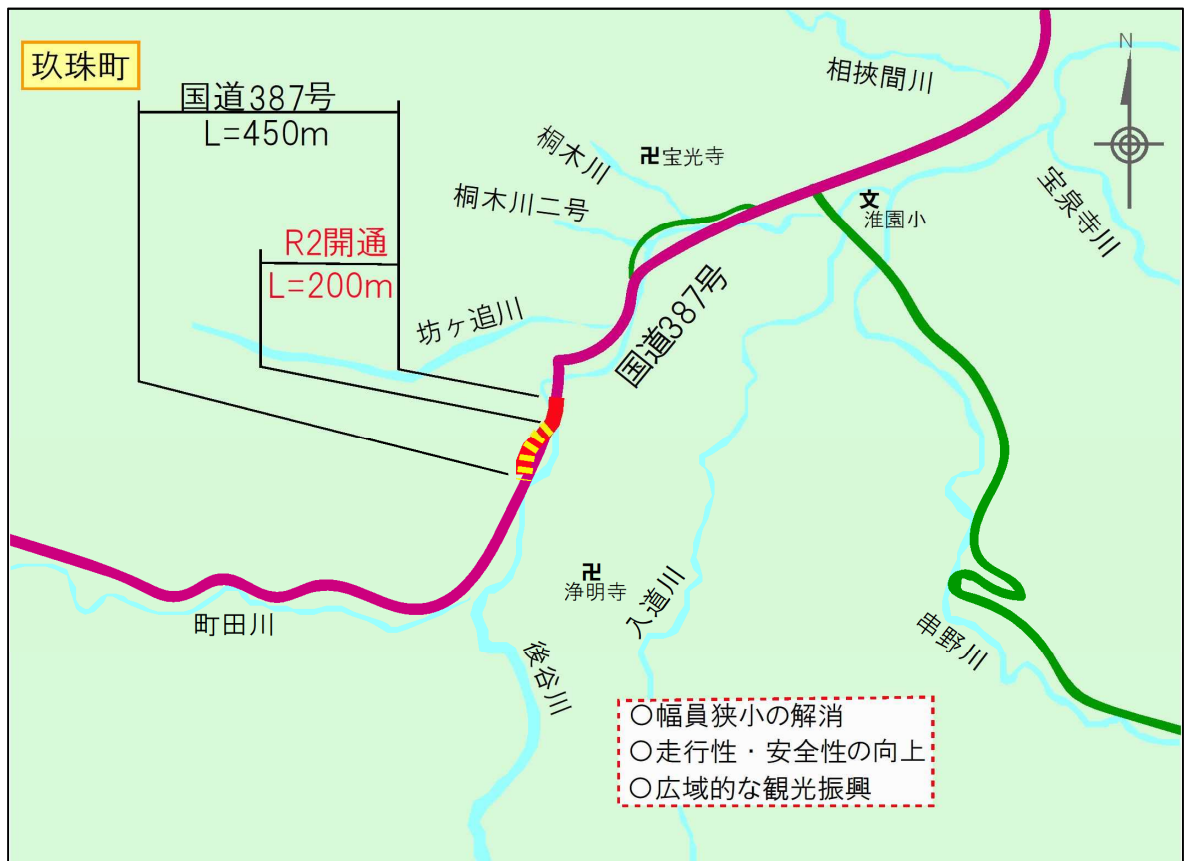 玖珠町
国道387号
L=450m
R2開通
L=200m
相挾間川
N
桐木川
卍宝光寺
桐木川二号
文
淮園小
宝泉寺川
坊ヶ追川
国道387号
卍
浄明寺
入道川
町田川
後谷川
串野川
○幅員狭小の解消
○走行性・安全性の向上
○広域的な観光振興